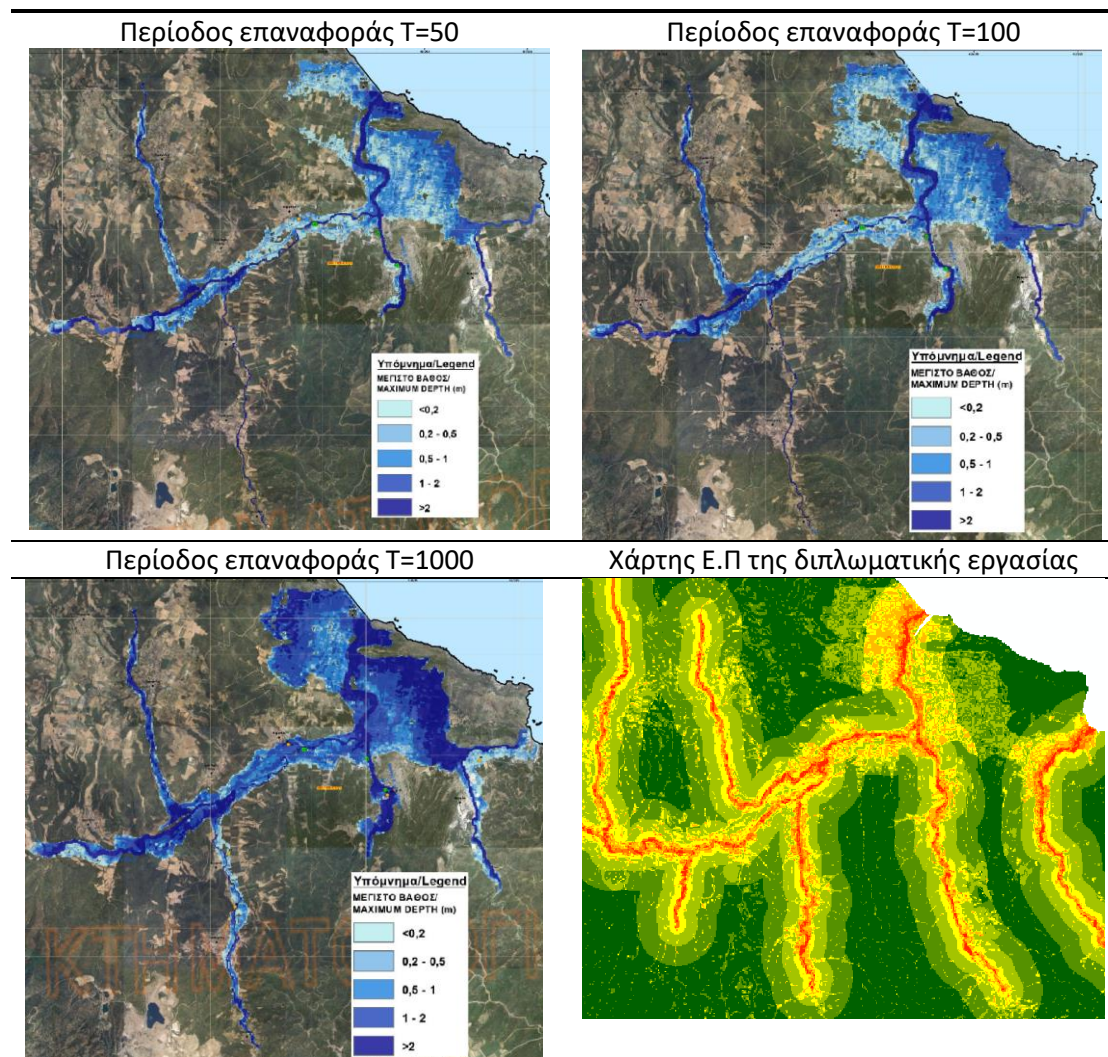 Περίοδος επαναφοράς Τ=50
Περίοδος επαναφοράς Τ=100
Υπόμνημα/Legend
ΜΕΓΙΣΤΟ ΒΑΘΟΣ/
MAXIMUM DEPTH (m)
<0,2
0,2 - 0,5
0,5 - 1
1 - 2
>2
Υπόμνημα/Legend
ΜΕΓΙΣΤΟ ΒΑΘΟΣ/
MAXIMUM DEPTH (m)
<0,2
0,2 - 0,5
0,5 - 1
1 - 2
>2
Περίοδος επαναφοράς Τ=1000
Χάρτης Ε.Π της διπλωματικής εργασίας
Υπόμνημα/Legend
ΜΕΓΙΣΤΟ ΒΑΘΟΣ/
MAXIMUM DEPTH (m)
<0,2
0,2 - 0,5
0,5 - 1
1 - 2
>2